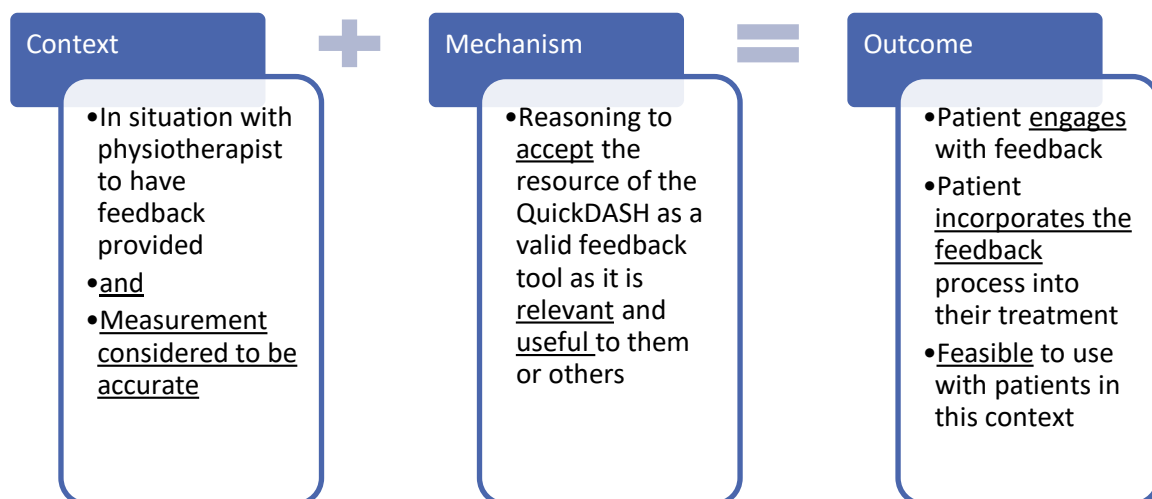 Context
•In situation with
physiotherapist
to have
feedback
provided
•and
•Measurement
considered to be
accurate
+
Mechanism
•Reasoning to
accept the
resource of the
QuickDASH as a
valid feedback
tool as it is
relevant and
useful to them
or others
=
Outcome
•Patient engages
with feedback
•Patient
incorporates the
feedback
process into
their treatment
•Feasible to use
with patients in
this context